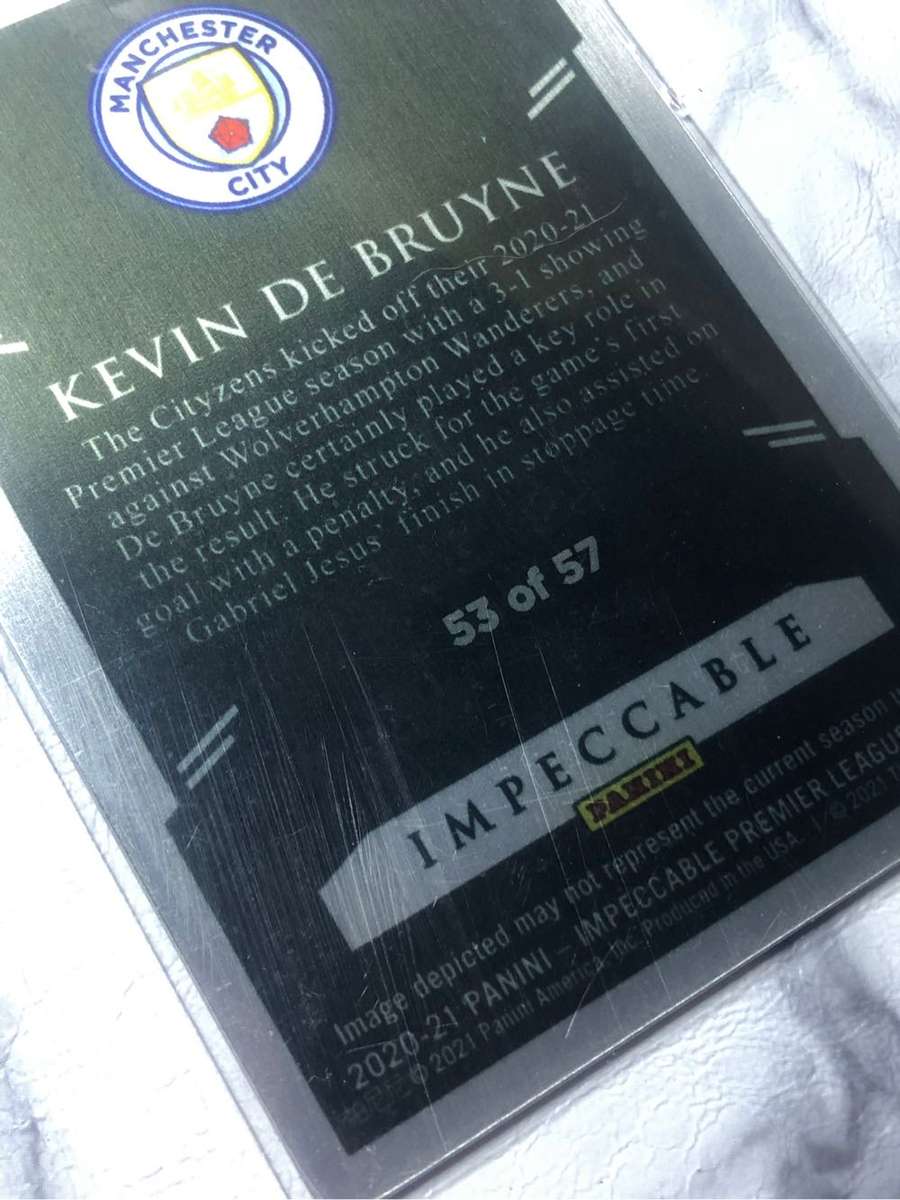 MANCHESTER
CITY
KEVIN DE BRUYNE
The Cityzens kicked off their 2020-21
Premier League season with a 3-1 showing
against Wolverhampton Wanderers, and
De Bruyne certainly played a key role in
the result. He struck for the game's first
goal with a penalty, and he also assisted on
Gabriel Jesus' finish in stoppage time.
53 of 57
IMPECCABLE
PANINI
Image depicted may not represent the current season
2020-21 PANINI – IMPECCABLE PREMIER LEAGUE
© 2021 Panini America, Inc. Produced in the USA. © 2021